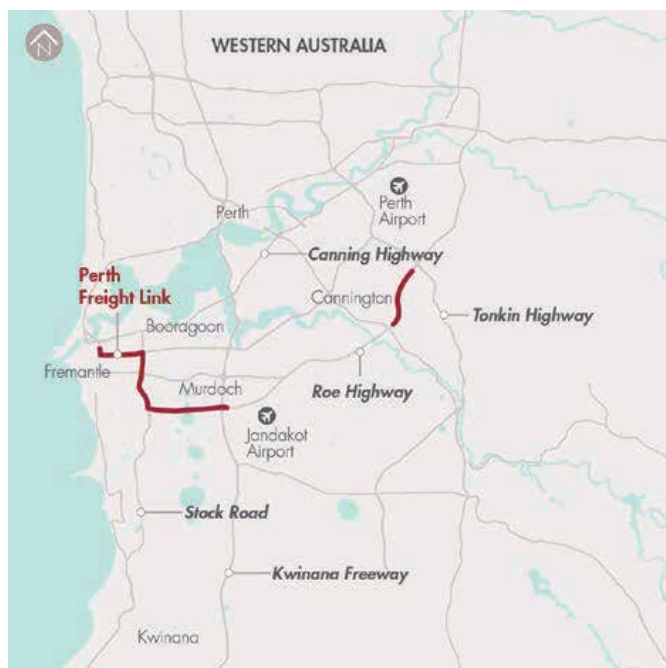 N
WESTERN AUSTRALIA
Perth
Airport
Perth
Canning Highway
Perth
Freight Link
Cannington
Booragoon
Tonkin Highway
Fremantle
Murdoch
Roe Highway
Jandakot
Airport
Stock Road
Kwinana Freeway
Kwinana